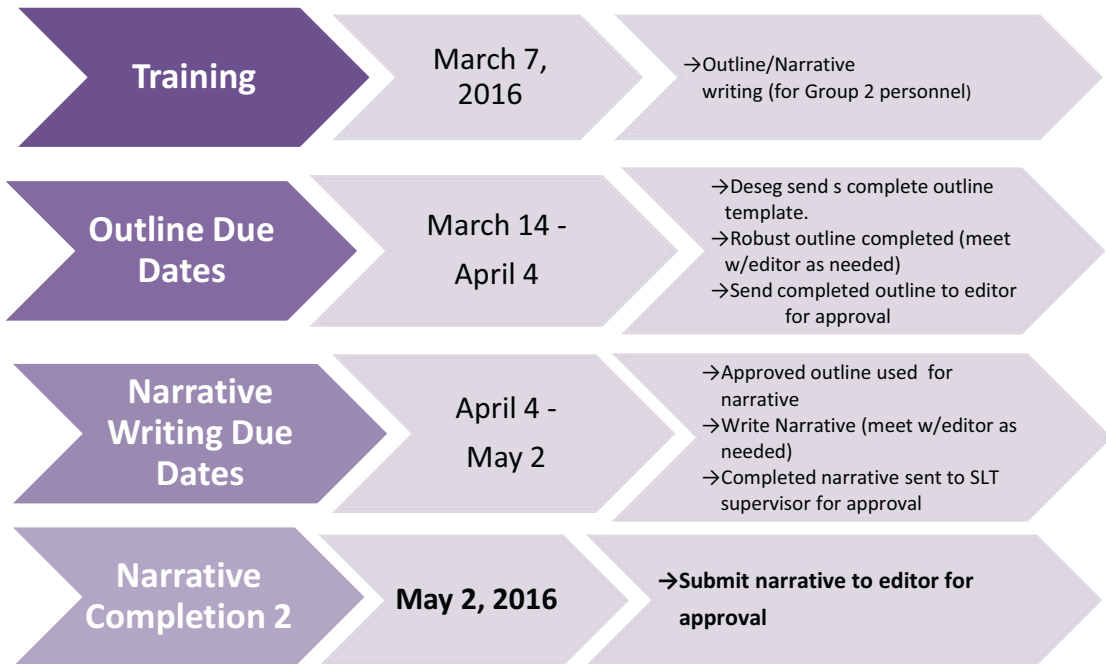 Training
March 7,
2016
→Outline/Narrative
writing (for Group 2 personnel)
Outline Due
Dates
March 14 -
April 4
→Deseg send s complete outline
template.
→Robust outline completed (meet
w/editor as needed)
→Send completed outline to editor
for approval
Narrative
Writing Due
Dates
April 4 -
May 2
→Approved outline used  for
narrative
→Write Narrative (meet w/editor as
needed)
→Completed narrative sent to SLT
supervisor for approval
Narrative
Completion 2
May 2, 2016
→Submit narrative to editor for
approval